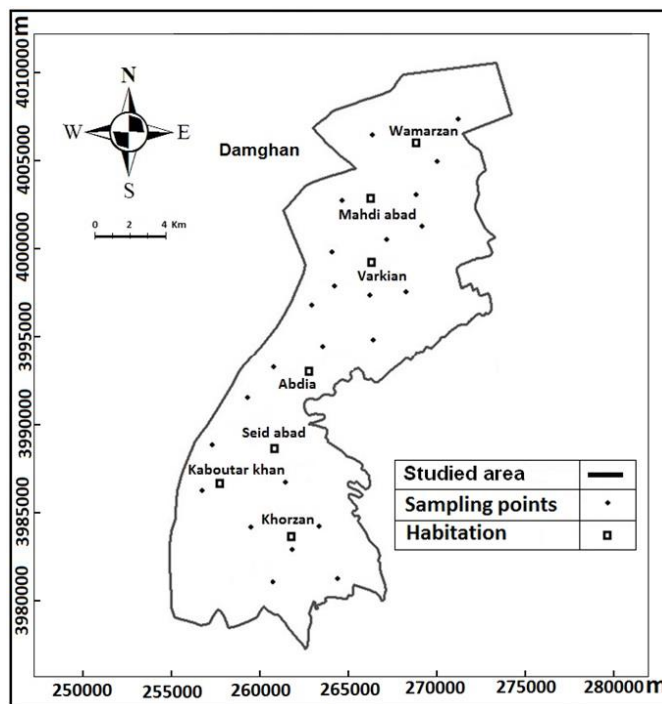 m
4010000
4005000
4000000
3995000
3990000
3985000
3980000
N
W E
S
0 2 4 Km
Damghan
Wamarzan
Mahdi abad
Varkian
Abdia
Seid abad
Kaboutar khan
Khorzan
Studied area
Sampling points
Habitation
250000 255000 260000 265000 270000 275000 280000 m